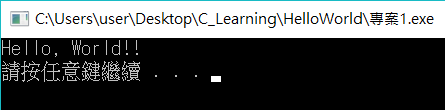 C:\Users\user\Desktop\C_Learning\HelloWorld\專案1.exe
Hello, World!!
請按任意鍵繼續 . . .